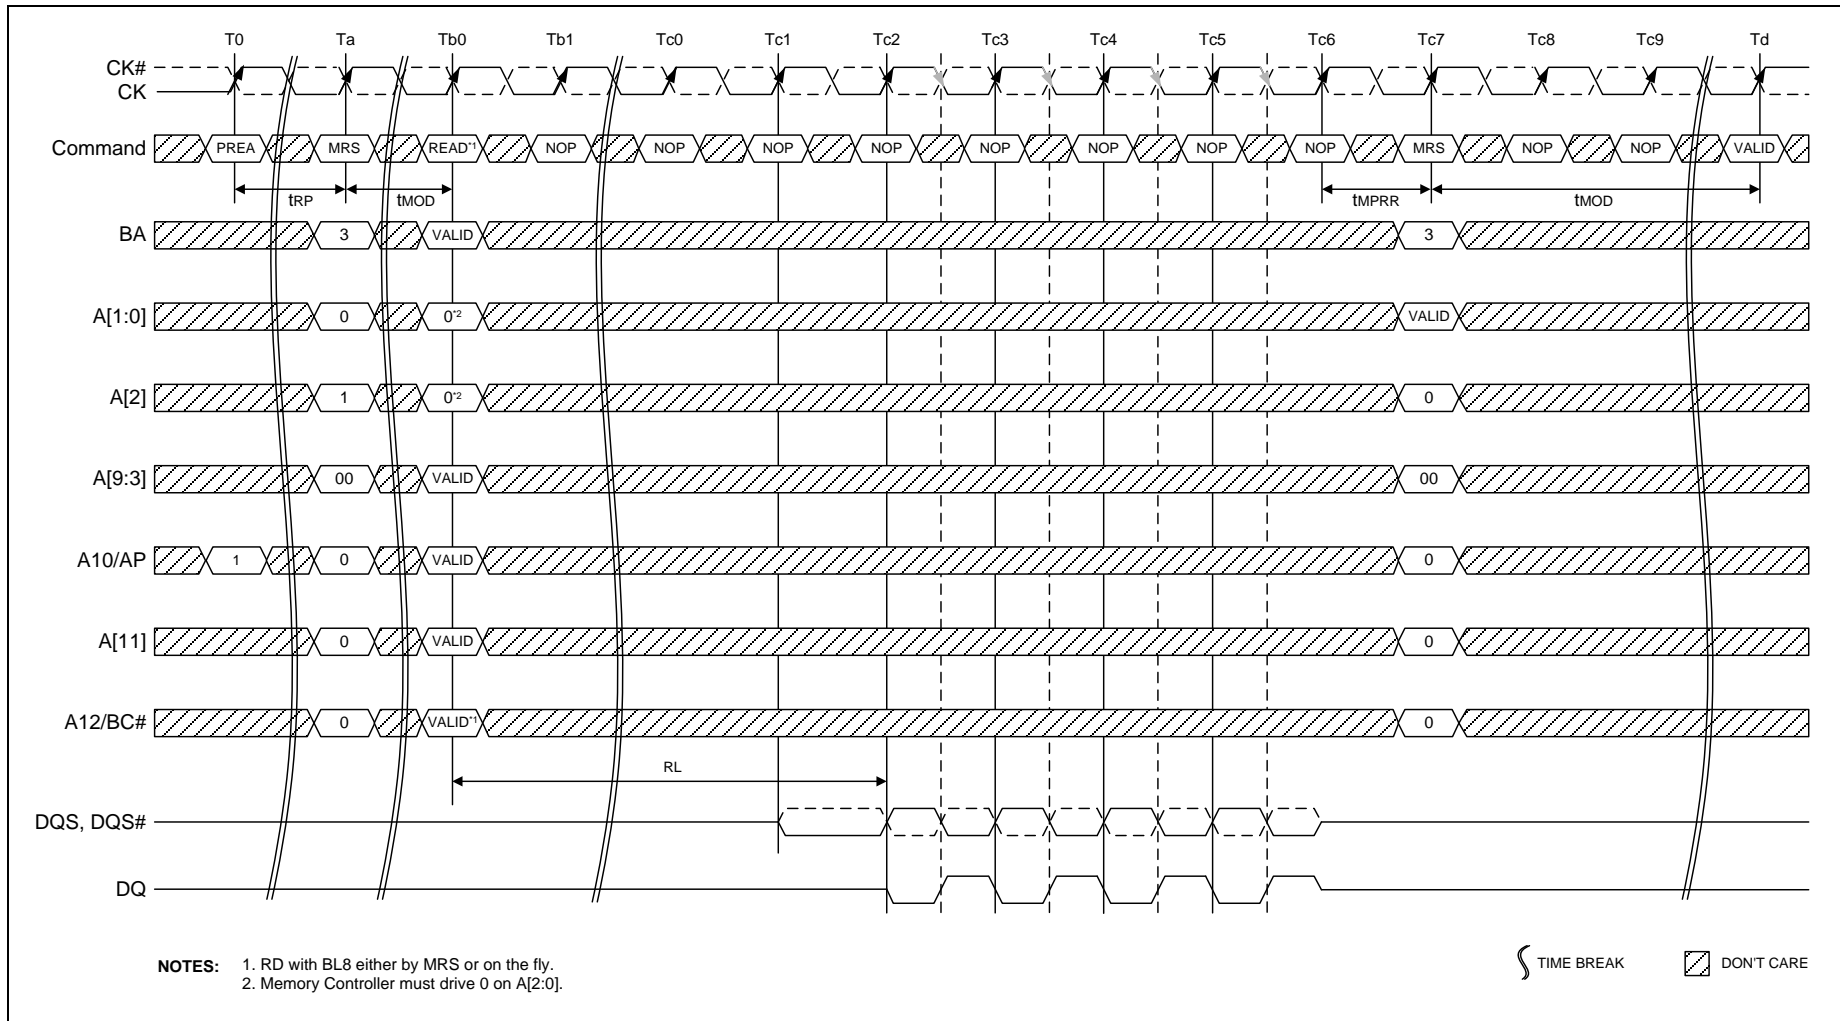 T0 Ta Tb0 Tb1 Tc0 Tc1 Tc2 Tc3 Tc4 Tc5 Tc6 Tc7 Tc8 Tc9 Td
CK#
CK
Command PREA MRS READ*1 NOP NOP NOP NOP NOP NOP NOP NOP MRS NOP NOP VALID
tRP tMOD tMPRR tMOD
BA 3 VALID 3
A[1:0] 0 0*2 VALID
A[2] 1 0*2 0
A[9:3] 00 VALID 00
A10/AP 1 0 VALID 0
A[11] 0 VALID 0
A12/BC# 0 VALID*1 0
RL
DQS, DQS#
DQ
NOTES: 1. RD with BL8 either by MRS or on the fly.
2. Memory Controller must drive 0 on A[2:0].
TIME BREAK DON'T CARE